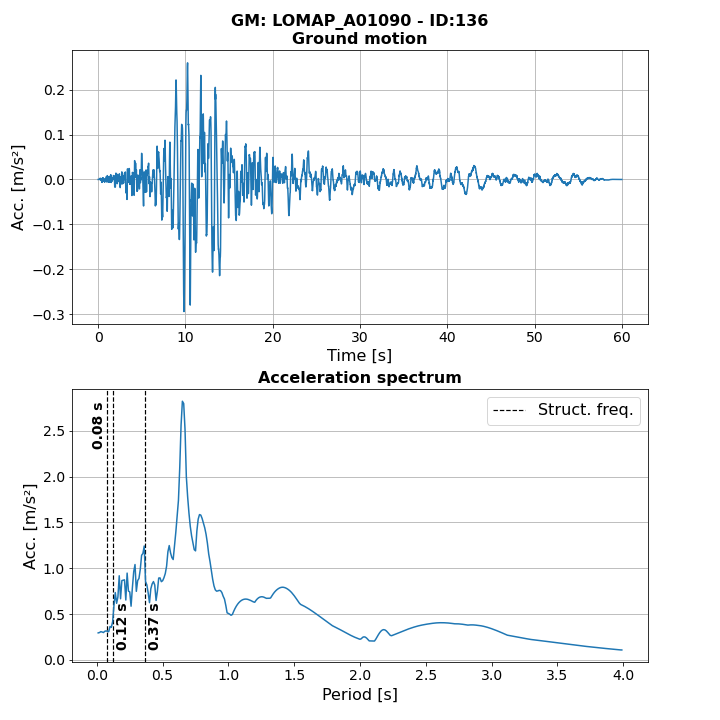 GM: LOMAP_A01090 - ID:136
Ground motion
Acc. [m/s²]
0.2
0.1
0.0
−0.1
−0.2
−0.3
0 10 20 30 40 50 60
Time [s]
Acceleration spectrum
Acc. [m/s²]
2.5
2.0
1.5
1.0
0.5
0.0
0.08 s
0.12 s
0.37 s
Struct. freq.
0.0 0.5 1.0 1.5 2.0 2.5 3.0 3.5 4.0
Period [s]